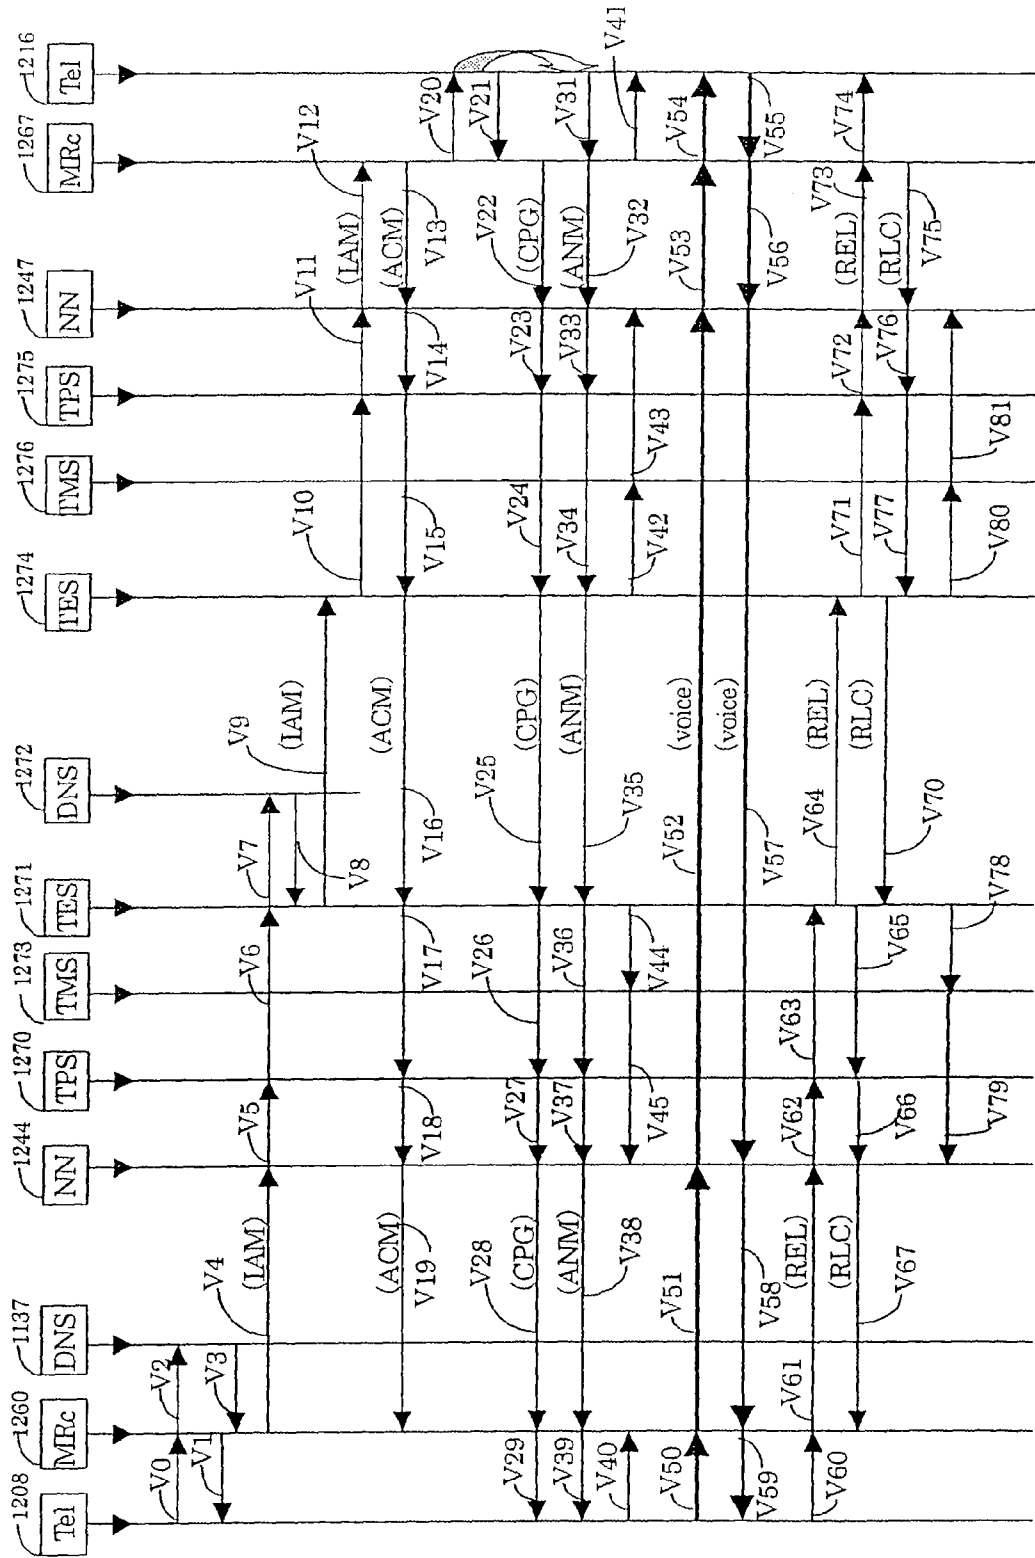 1208
Tel
1260
MRc
1137
DNS
1244
NN
1270
TPS
1273
TMS
1271
TES
1272
DNS
1274
TES
1276
TMS
1275
TPS
1247
NN
1267
MRc
1216
Tel
V0
V1
V2
V3
V4
(IAM)
V5
V6
V7
V8
V9
(IAM)
V10
V11
(IAM)
V12
(ACM)
V13
V14
V15
(ACM)
V16
V17
V18
(ACM)
V19
V20
V21
V22
(CPG)
V23
V24
(CPG)
V25
V26
V27
V28
(CPG)
V29
V31
(ANM)
V32
V33
V34
(ANM)
V35
V36
V37
(ANM)
V38
V39
V40
V41
V42
V43
V44
V45
V50
V51
V52
(voice)
V53
V54
V55
V56
(voice)
V57
V58
V59
V60
V61
(REL)
V62
V63
V64
(REL)
(RLC)
V65
V66
(RLC)
V67
V70
V71
V72
V73
(REL)
V74
(RLC)
V75
V76
V77
V78
V79
V80
V81